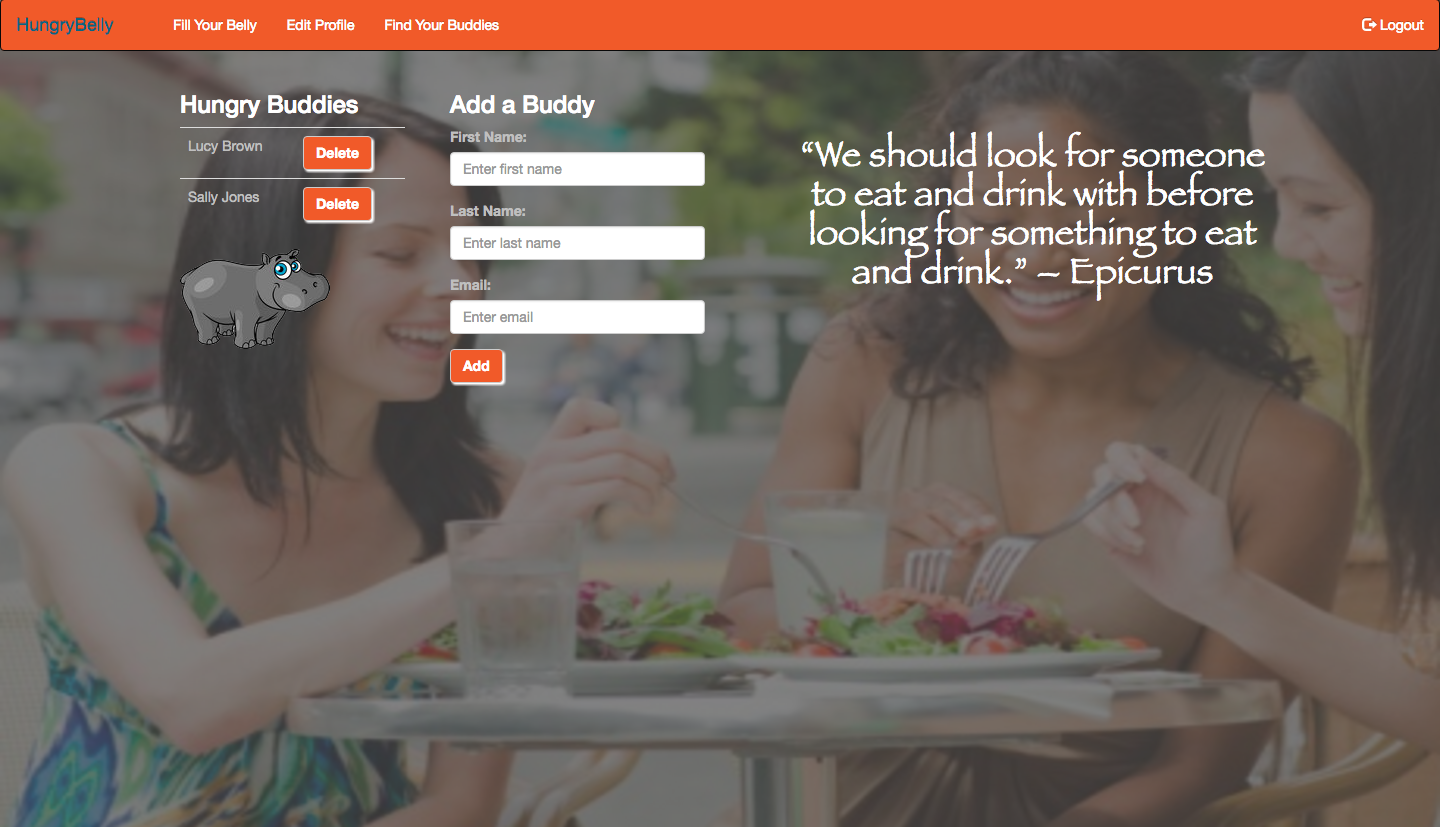 HungryBelly
Fill Your Belly
Edit Profile
Find Your Buddies
Logout
Hungry Buddies
Lucy Brown
Delete
Sally Jones
Delete
Add a Buddy
First Name:
Enter first name
Last Name:
Enter last name
Email:
Enter email
Add
“We should look for someone
to eat and drink with before
looking for something to eat
and drink.” – Epicurus